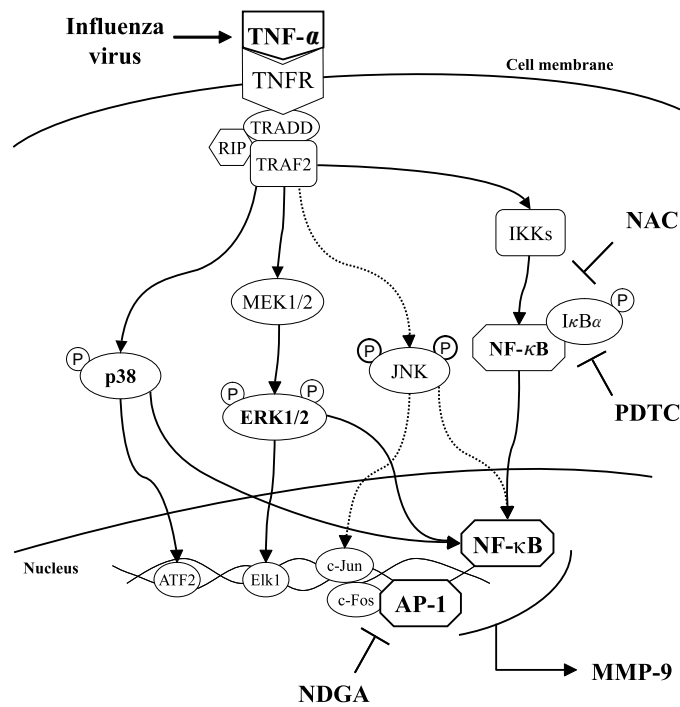 Influenza
virus
TNF-α
TNFR
Cell membrane
TRADD
RIP
TRAF2
IKKs
NAC
MEK1/2
P
IκBα
NF-κB
P
P
P
JNK
p38
PDTC
P
P
ERK1/2
NF-κB
Nucleus
ATF2
Elk1
c-Jun
c-Fos
AP-1
MMP-9
NDGA